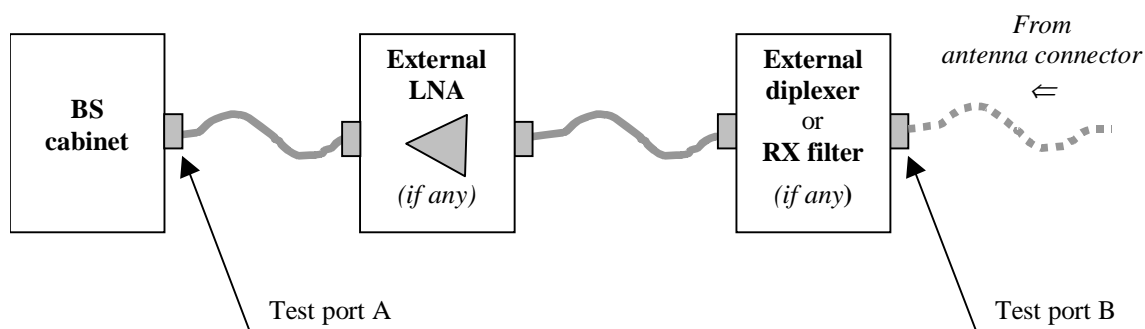 BS
cabinet
External
LNA
(if any)
External
diplexer
or
RX filter
(if any)
From
antenna connector
⇐
Test port A
Test port B